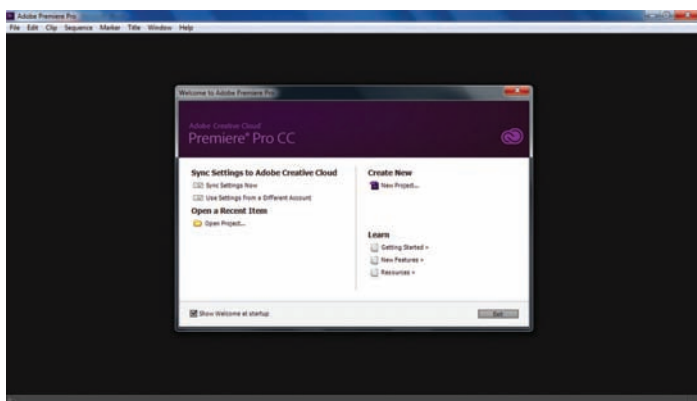 Adobe Premiere Pro
File Edit Clip Sequence Marker Title Window Help
Welcome to Adobe Premiere Pro
Adobe Creative Cloud
Premiere® Pro CC
Sync Settings to Adobe Creative Cloud
Sync Settings Now
Use Settings from a Different Account
Open a Recent Item
Open Project...
Create New
New Project...
Learn
Getting Started »
New Features »
Resources »
Show Welcome at startup
Exit